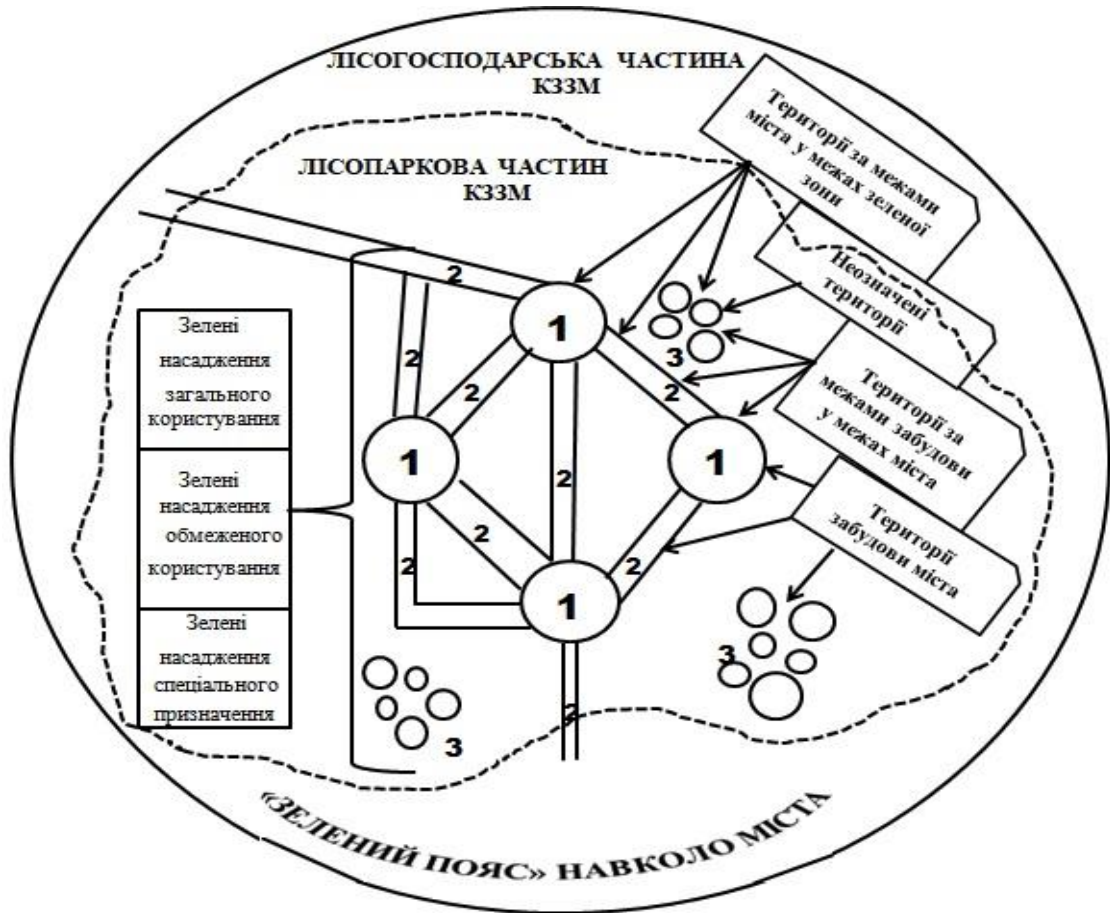 ЛІСОГОСПОДАРСЬКА ЧАСТИНА
КЗЗМ
ЛІСОПАРКОВА ЧАСТИН
КЗЗМ
Території за межами
міста у межах зеленої
зони
Неозначені
території
Території за
межами забудови
у межах міста
Території
забудови міста
Зелені
насадження
загального
користування
Зелені
насадження
обмеженого
користування
Зелені
насадження
спеціального
призначення
2
1
3
2
2
2
1
1
2
2
2
2
1
3
3
2
«ЗЕЛЕНИЙ ПОЯС» НАВКОЛО МІСТА